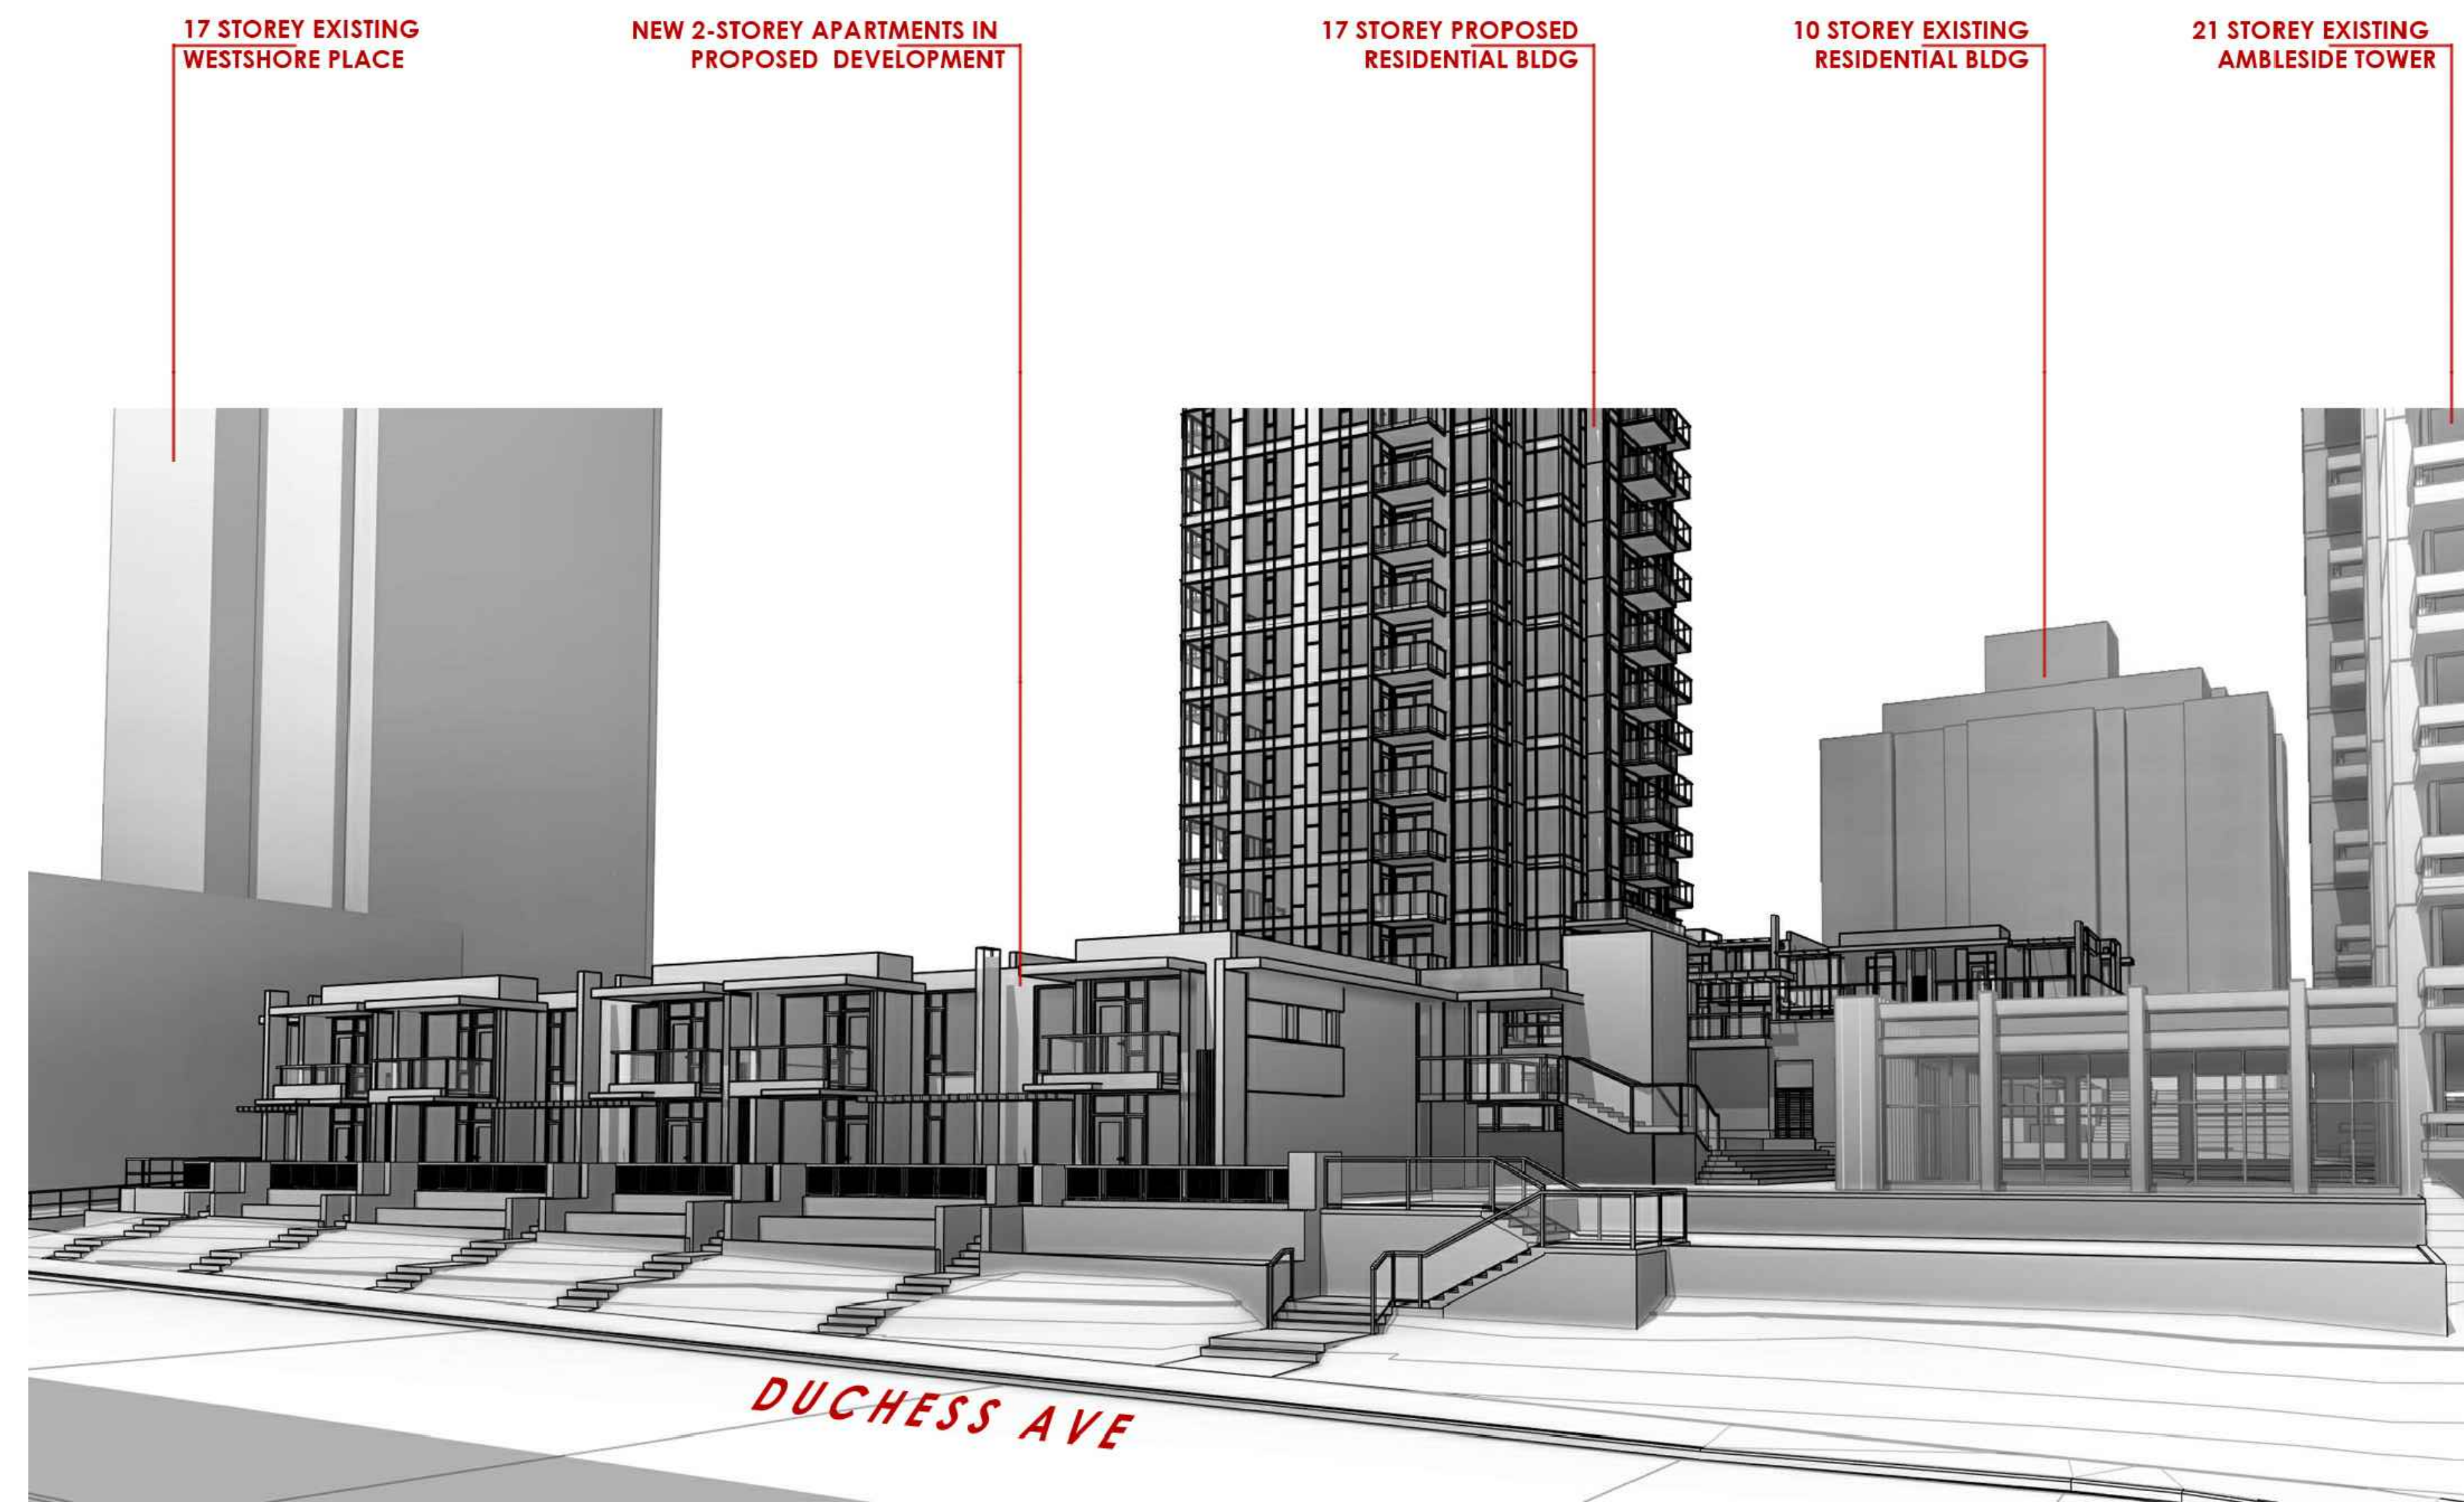 17 STOREY EXISTING
WESTSHORE PLACE
NEW 2-STOREY APARTMENTS IN
PROPOSED DEVELOPMENT
17 STOREY PROPOSED
RESIDENTIAL BLDG
10 STOREY EXISTING
RESIDENTIAL BLDG
21 STOREY EXISTING
AMBLESIDE TOWER
DUCHESS AVE